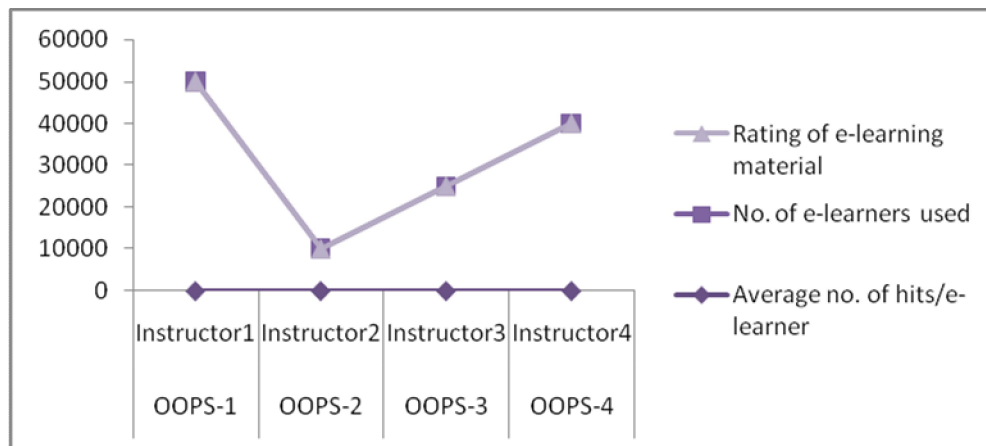 60000
50000
40000
30000
20000
10000
0
Instructor1 Instructor2 Instructor3 Instructor4
OOPS-1 OOPS-2 OOPS-3 OOPS-4
Rating of e-learning
material
No. of e-learners used
Average no. of hits/e-
learner